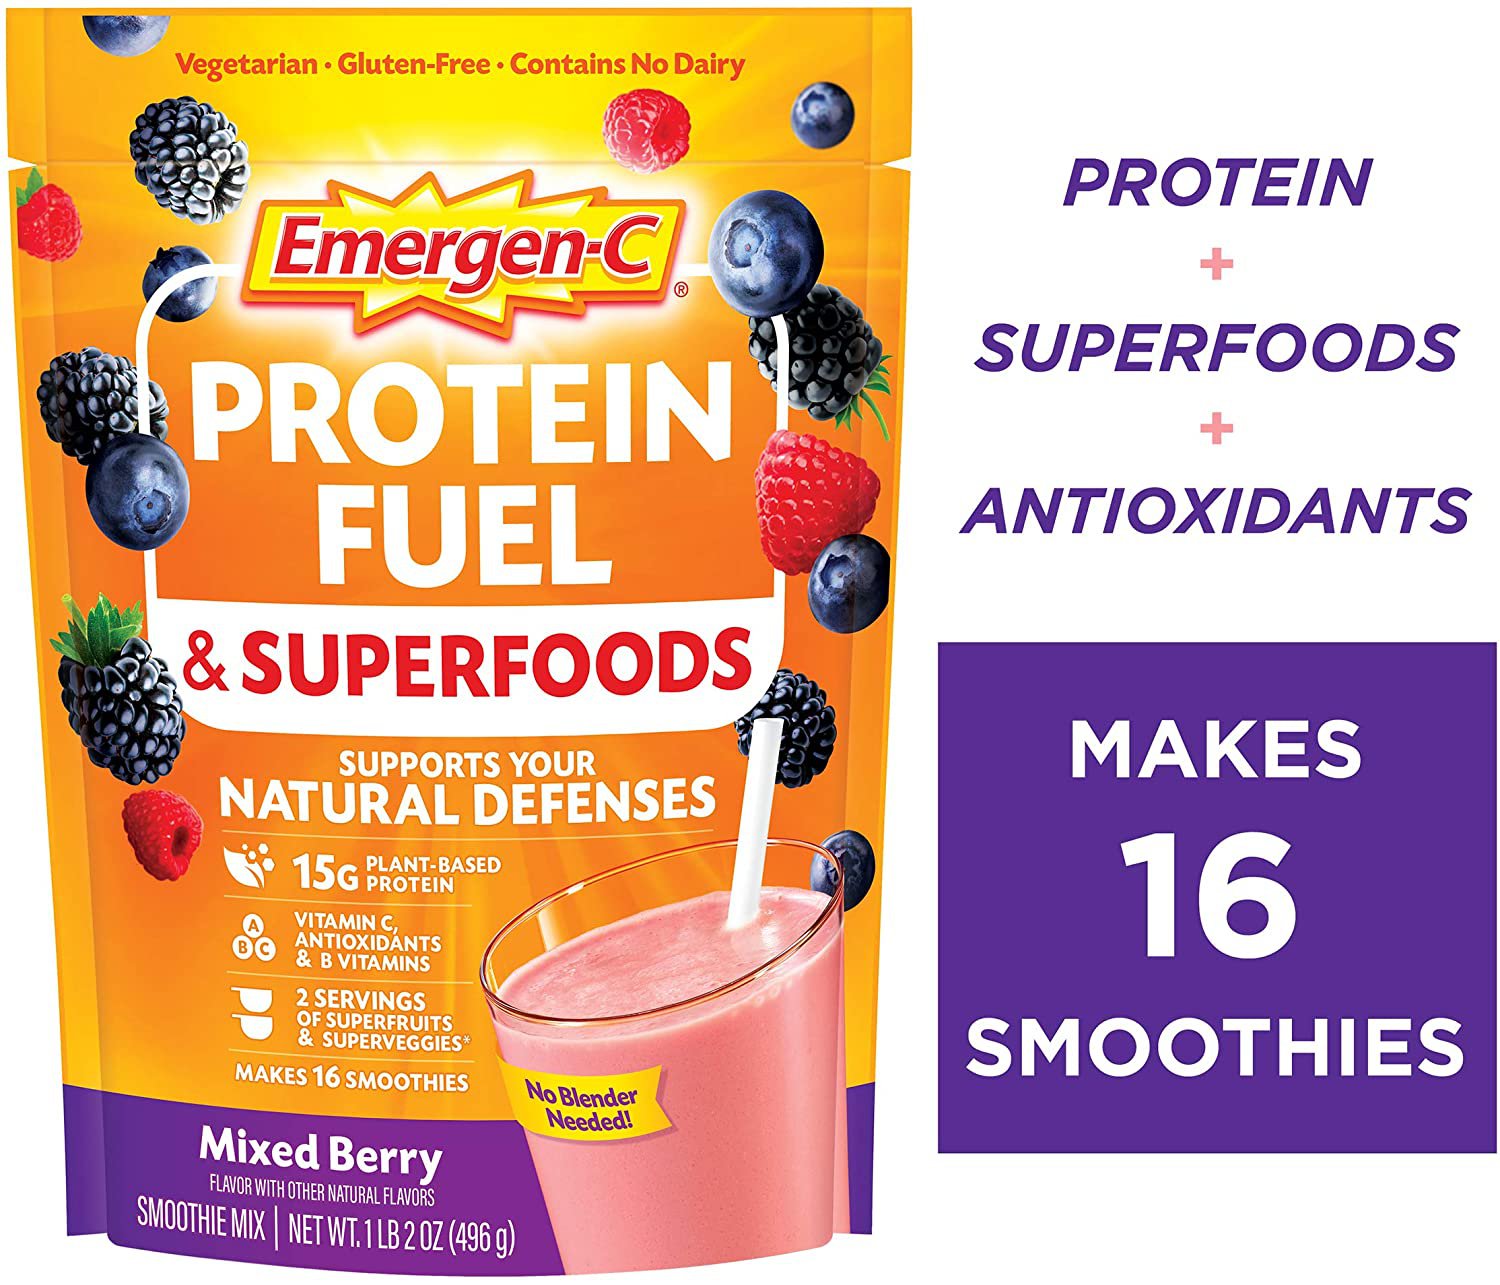 Vegetarian • Gluten-Free • Contains No Dairy
Emergen-C®
PROTEIN
FUEL
& SUPERFOODS
SUPPORTS YOUR
NATURAL DEFENSES
15G PLANT-BASED
PROTEIN
A
B C
VITAMIN C,
ANTIOXIDANTS
& B VITAMINS
2 SERVINGS
OF SUPERFRUITS
& SUPERVEGGIES*
MAKES 16 SMOOTHIES
No Blender
Needed!
Mixed Berry
FLAVOR WITH OTHER NATURAL FLAVORS
SMOOTHIE MIX | NET WT. 1 LB 2 OZ (496 g)
PROTEIN
+
SUPERFOODS
+
ANTIOXIDANTS
MAKES
16
SMOOTHIES